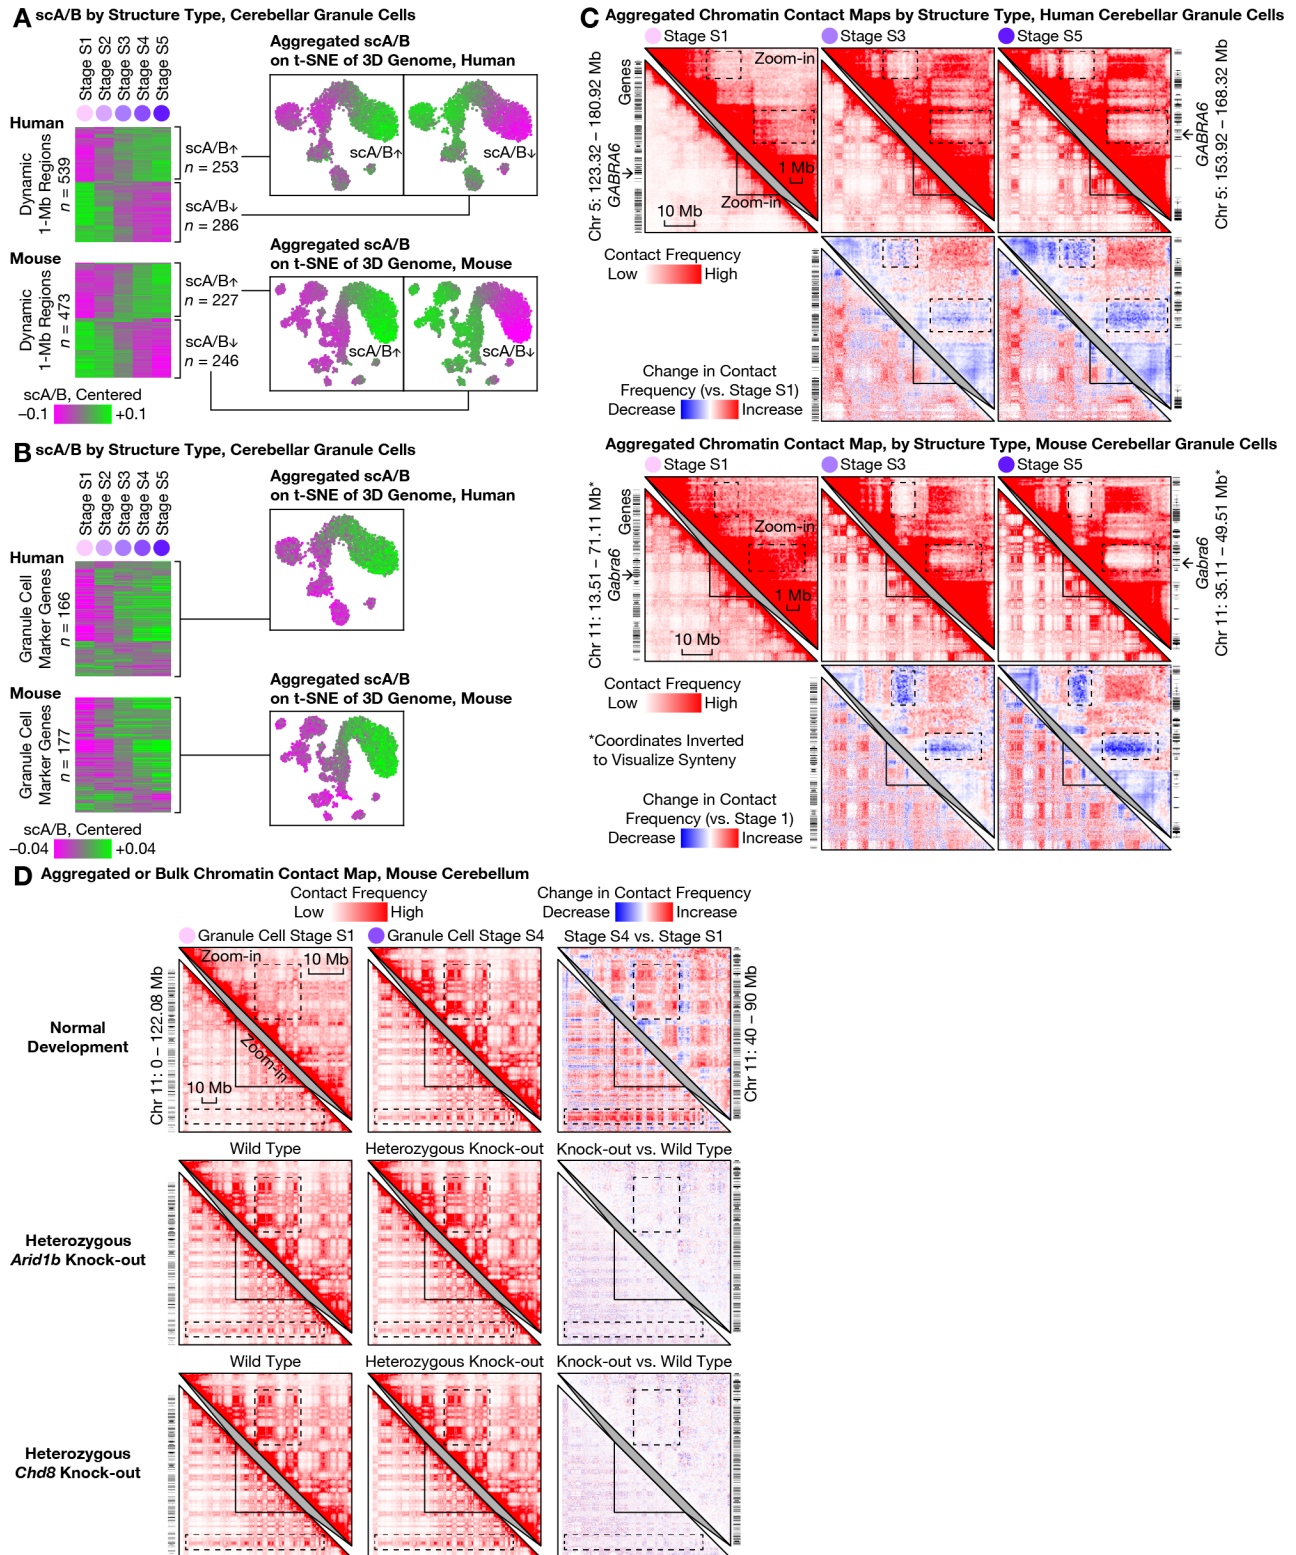 A scA/B by Structure Type, Cerebellar Granule Cells
Stage S1
Stage S2
Stage S3
Stage S4
Stage S5
Human
Dynamic
1-Mb Regions
n = 539
scA/B↑
n = 253
scA/B↓
n = 286
Mouse
Dynamic
1-Mb Regions
n = 473
scA/B↑
n = 227
scA/B↓
n = 246
scA/B, Centered
−0.1 +0.1
Aggregated scA/B
on t-SNE of 3D Genome, Human
scA/B↑
scA/B↓
Aggregated scA/B
on t-SNE of 3D Genome, Mouse
scA/B↑
scA/B↓
B scA/B by Structure Type, Cerebellar Granule Cells
Stage S1
Stage S2
Stage S3
Stage S4
Stage S5
Human
Granule Cell
Marker Genes
n = 166
Mouse
Granule Cell
Marker Genes
n = 177
scA/B, Centered
−0.04 +0.04
Aggregated scA/B
on t-SNE of 3D Genome, Human
Aggregated scA/B
on t-SNE of 3D Genome, Mouse
C Aggregated Chromatin Contact Maps by Structure Type, Human Cerebellar Granule Cells
Stage S1
Stage S3
Stage S5
Chr 5: 123.32 – 180.92 Mb
GABRA6
Genes
Zoom-in
1 Mb
Zoom-in
10 Mb
GABRA6
Chr 5: 153.92 – 168.32 Mb
Contact Frequency
Low High
Change in Contact
Frequency (vs. Stage S1)
Decrease Increase
Aggregated Chromatin Contact Map, by Structure Type, Mouse Cerebellar Granule Cells
Stage S1
Stage S3
Stage S5
Chr 11: 13.51 – 71.11 Mb*
Gabra6
Genes
Zoom-in
1 Mb
10 Mb
Gabra6
Chr 11: 35.11 – 49.51 Mb*
Contact Frequency
Low High
*Coordinates Inverted
to Visualize Synteny
Change in Contact
Frequency (vs. Stage 1)
Decrease Increase
D Aggregated or Bulk Chromatin Contact Map, Mouse Cerebellum
Contact Frequency
Low High
Change in Contact Frequency
Decrease Increase
Granule Cell Stage S1
Granule Cell Stage S4
Stage S4 vs. Stage S1
Normal
Development
Chr 11: 0 – 122.08 Mb
Zoom-in
10 Mb
Zoom-in
10 Mb
Chr 11: 40 – 90 Mb
Wild Type
Heterozygous Knock-out
Knock-out vs. Wild Type
Heterozygous
Arid1b Knock-out
Wild Type
Heterozygous Knock-out
Knock-out vs. Wild Type
Heterozygous
Chd8 Knock-out